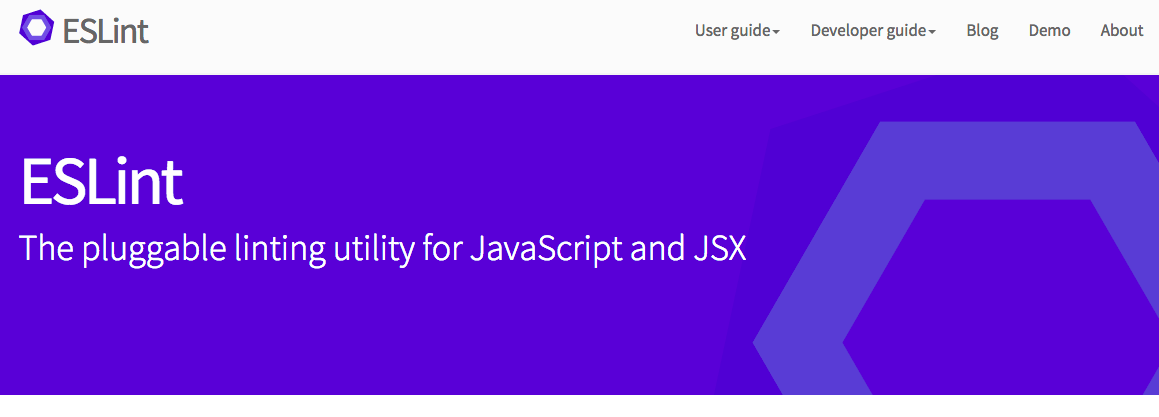 ESLint
User guide
Developer guide
Blog
Demo
About
ESLint
The pluggable linting utility for JavaScript and JSX